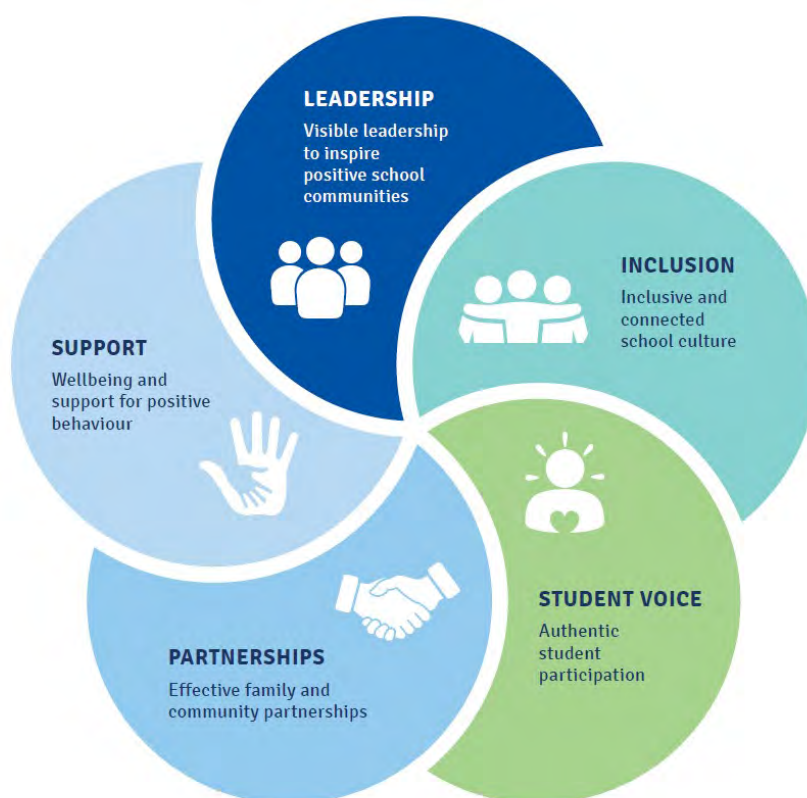 LEADERSHIP
Visible leadership
to inspire
positive school
communities
INCLUSION
Inclusive and
connected
school culture
STUDENT VOICE
Authentic
student
participation
PARTNERSHIPS
Effective family and
community partnerships
SUPPORT
Wellbeing and
support for positive
behaviour